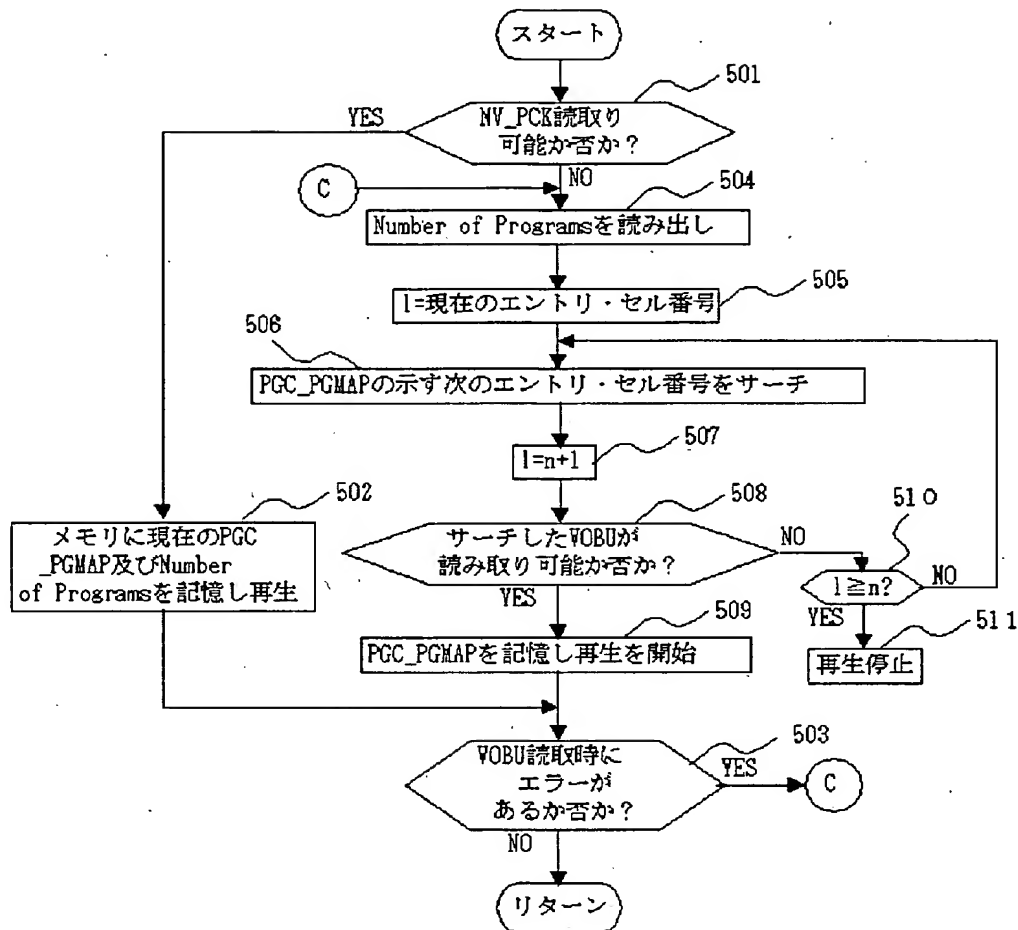 スタート
501
YES
NV_PCK読取り
可能か否か？
C
NO
504
Number of Programsを読み出し
505
l=現在のエントリ・セル番号
506
PGC_PGMAPの示す次のエントリ・セル番号をサーチ
507
l=n+1
502
メモリに現在のPGC
_PGMAP及びNumber
of Programsを記憶し再生
508
サーチしたVOBUが
読み取り可能か否か？
NO
YES
510
l≧n?
NO
YES
511
再生停止
509
PGC_PGMAPを記憶し再生を開始
503
VOBU読取時に
エラーが
あるか否か？
YES
C
NO
リターン